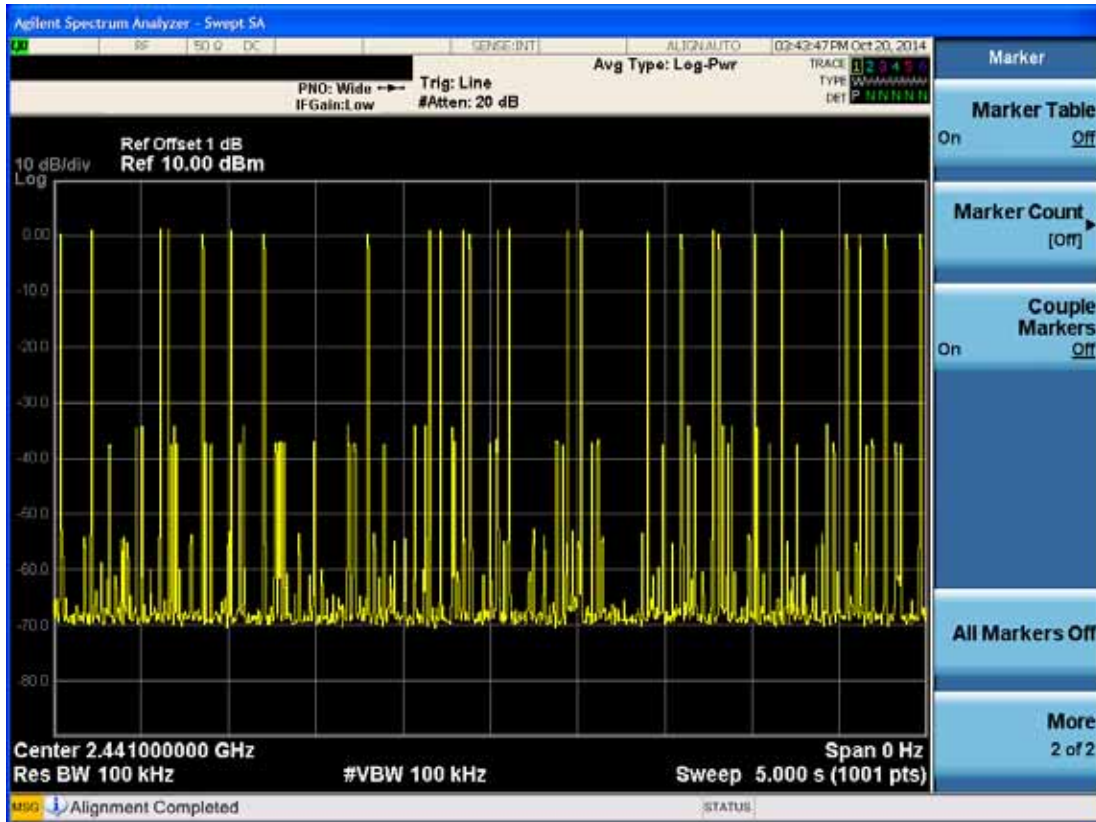 Agilent Spectrum Analyzer - Swept SA
RF 50 Ω DC SENSE:INT ALIGN AUTO 03:43:47 PM Oct 20, 2014
Marker
Avg Type: Log-Pwr
TRACE 1 2 3 4 5 6
PNO: Wide Trig: Line
TYPE
IFGain:Low #Atten: 20 dB
DET P N N N N N
Marker Table
On Off
Ref Offset 1 dB
10 dB/div Ref 10.00 dBm
Log
Marker Count
[Off]
0.00
-10.0
Couple
Markers
On Off
-20.0
-30.0
-40.0
-50.0
-60.0
-70.0
All Markers Off
-80.0
More
2 of 2
Center 2.441000000 GHz Span 0 Hz
Res BW 100 kHz #VBW 100 kHz Sweep 5.000 s (1001 pts)
MSG Alignment Completed STATUS